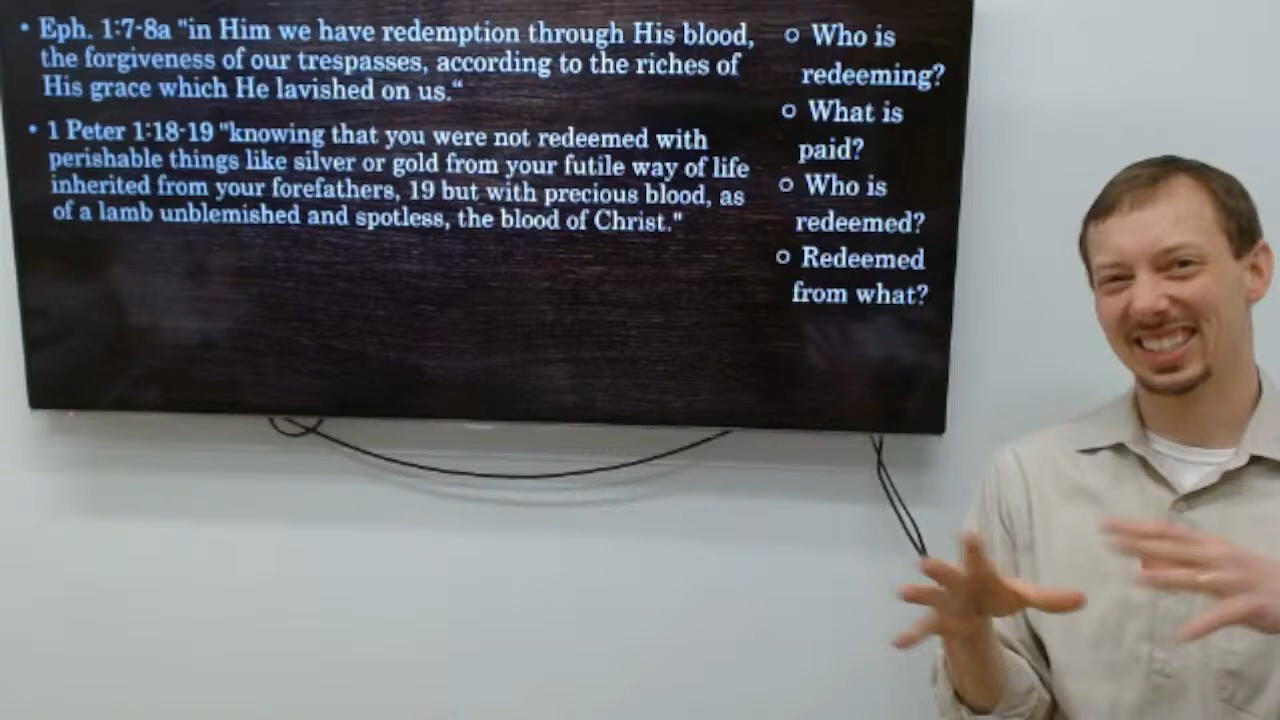 • Eph. 1:7-8a "in Him we have redemption through His blood,
the forgiveness of our trespasses, according to the riches of
His grace which He lavished on us.“
• 1 Peter 1:18-19 "knowing that you were not redeemed with
perishable things like silver or gold from your futile way of life
inherited from your forefathers, 19 but with precious blood, as
of a lamb unblemished and spotless, the blood of Christ."
○ Who is
redeeming?
○ What is
paid?
○ Who is
redeemed?
○ Redeemed
from what?